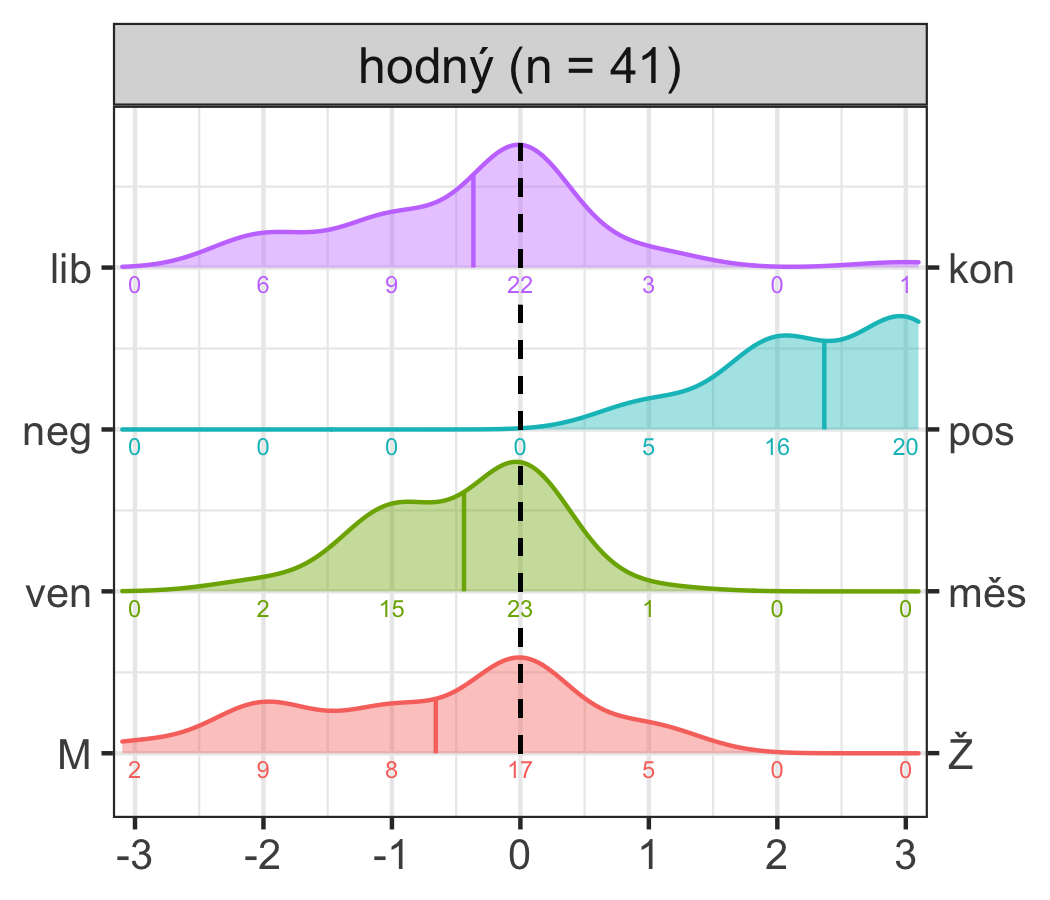 hodný (n = 41)
lib kon
0 6 9 22 3 0 1
neg pos
0 0 0 0 5 16 20
ven měs
0 2 15 23 1 0 0
M Ž
2 9 8 17 5 0 0
-3 -2 -1 0 1 2 3